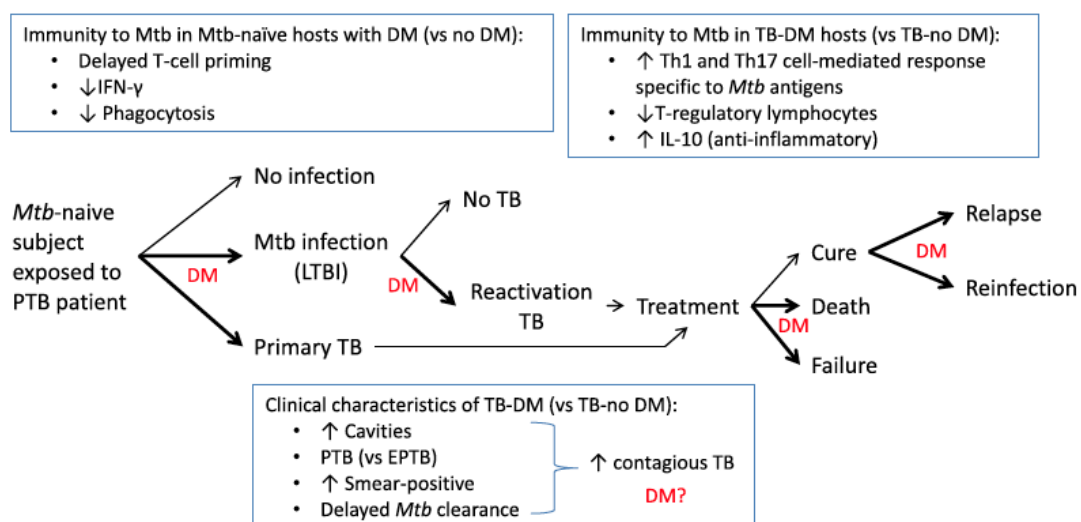 Immunity to Mtb in Mtb-naïve hosts with DM (vs no DM):
• Delayed T-cell priming
• ↓IFN-γ
• ↓ Phagocytosis
Immunity to Mtb in TB-DM hosts (vs TB-no DM):
• ↑ Th1 and Th17 cell-mediated response
specific to Mtb antigens
• ↓T-regulatory lymphocytes
• ↑ IL-10 (anti-inflammatory)
Mtb-naive
subject
exposed to
PTB patient
DM
No infection
Mtb infection
(LTBI)
Primary TB
DM
No TB
Reactivation
TB
Treatment
DM
Cure
Death
Failure
DM
Relapse
Reinfection
Clinical characteristics of TB-DM (vs TB-no DM):
• ↑ Cavities
• PTB (vs EPTB)
• ↑ Smear-positive
• Delayed Mtb clearance
↑ contagious TB
DM?